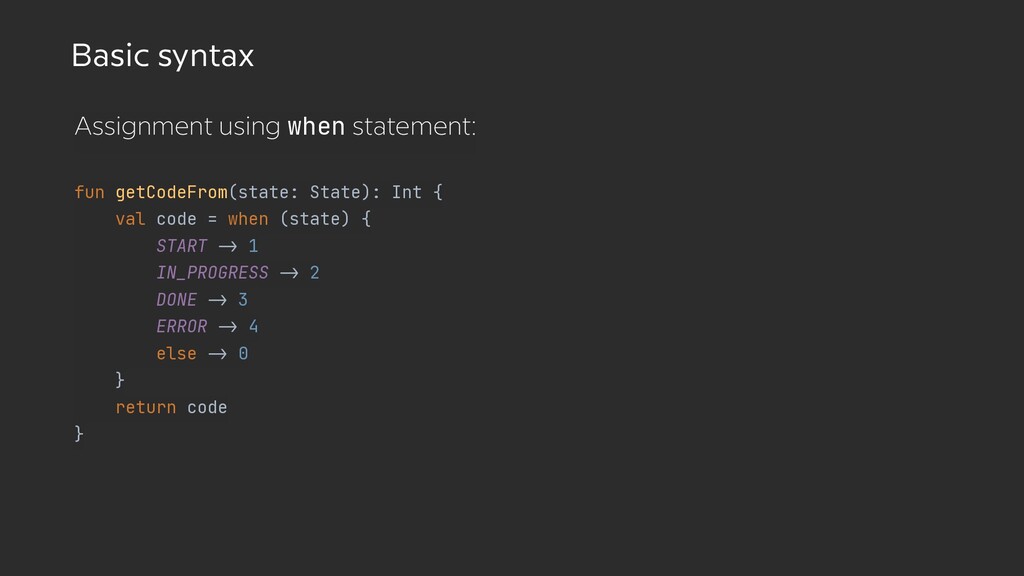 Basic syntax
Assignment using when statement:
fun getCodeFrom(state: State): Int {
    val code = when (state) {
        START -> 1
        IN_PROGRESS -> 2
        DONE -> 3
        ERROR -> 4
        else -> 0
    }
    return code
}